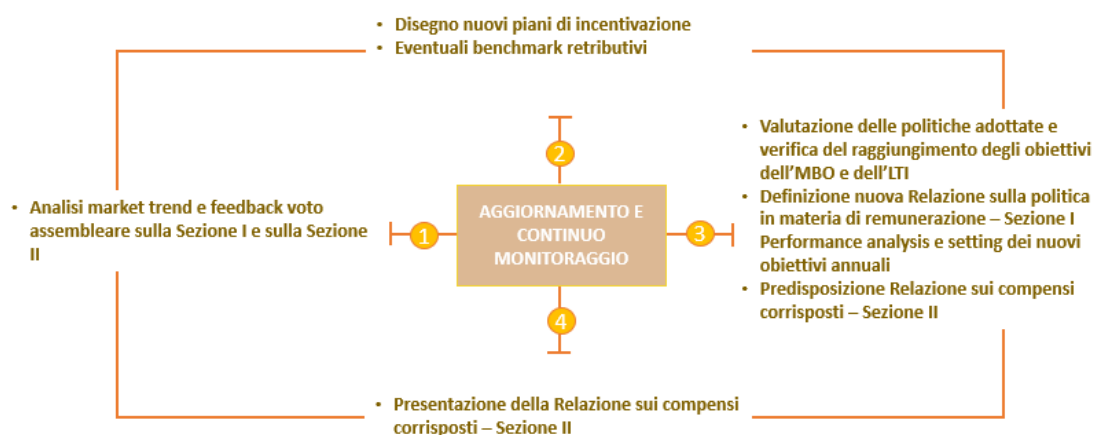 • Disegno nuovi piani di incentivazione
• Eventuali benchmark retributivi
2
• Analisi market trend e feedback voto
assembleare sulla Sezione I e sulla Sezione
II
1
AGGIORNAMENTO E
CONTINUO
MONITORAGGIO
3
• Valutazione delle politiche adottate e
verifica del raggiungimento degli obiettivi
dell'MBO e dell'LTI
• Definizione nuova Relazione sulla politica
in materia di remunerazione – Sezione I
Performance analysis e setting dei nuovi
obiettivi annuali
• Predisposizione Relazione sui compensi
corrisposti – Sezione II
4
• Presentazione della Relazione sui compensi
corrisposti – Sezione II